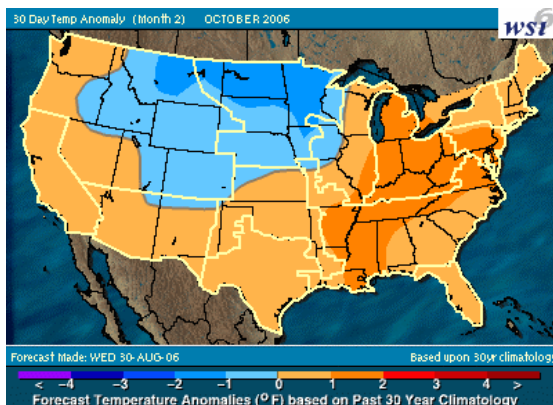 30 Day Temp Anomaly (Month 2) OCTOBER 2006
wsi
Forecast Made: WED 30-AUG-06 Based upon 30yr climatology
< -4 -3 -2 -1 0 1 2 3 4 >
Forecast Temperature Anomalies (°F) based on Past 30 Year Climatology